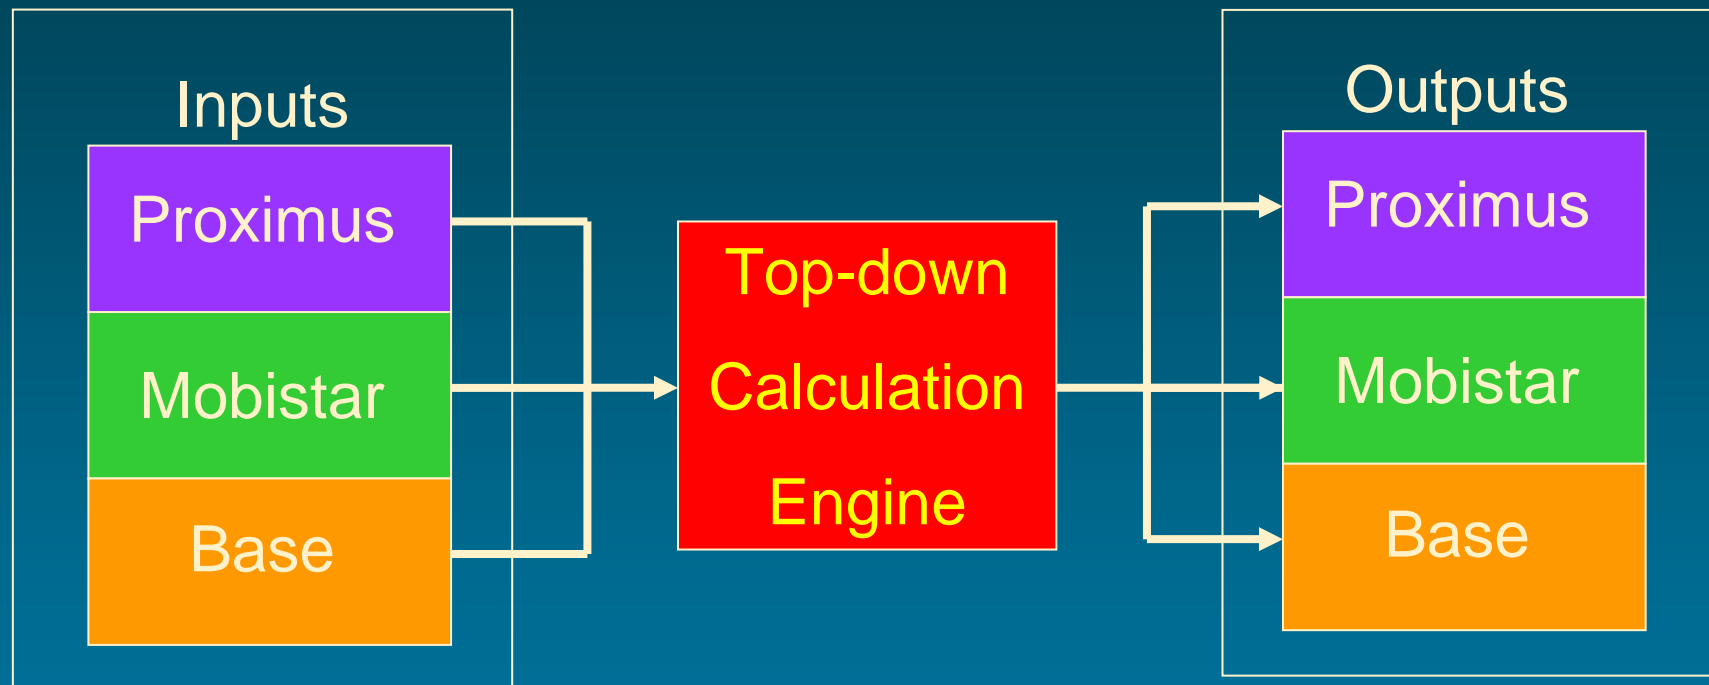 Inputs
Proximus
Mobistar
Base
Top-down
Calculation
Engine
Outputs
Proximus
Mobistar
Base